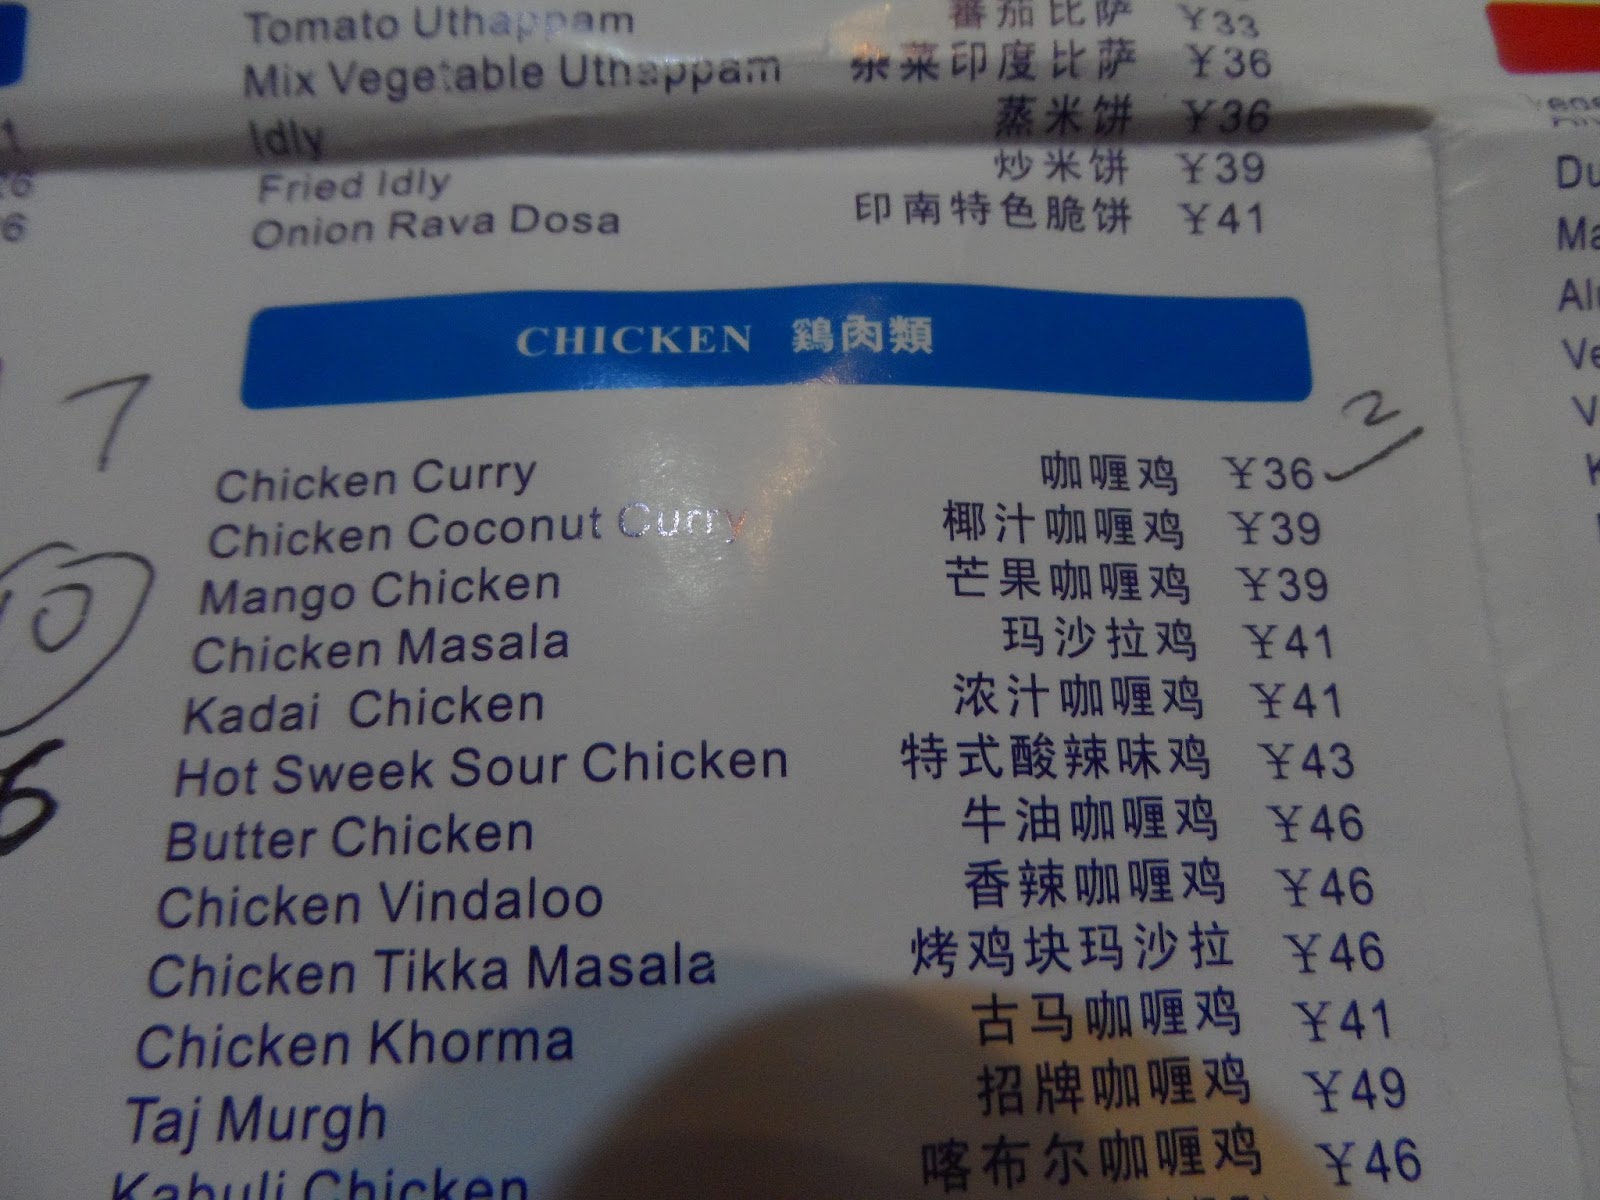 Tomato Uthappam 番茄比萨 ¥33
Mix Vegetable Uthappam 杂菜印度比萨 ¥36
Idly 蒸米饼 ¥36
Fried Idly 炒米饼 ¥39
Onion Rava Dosa 印南特色脆饼 ¥41
CHICKEN 鷄肉類
7
2
Chicken Curry 咖喱鸡 ¥36
Chicken Coconut Curry 椰汁咖喱鸡 ¥39
Mango Chicken 芒果咖喱鸡 ¥39
10
Chicken Masala 玛沙拉鸡 ¥41
Kadai Chicken 浓汁咖喱鸡 ¥41
Hot Sweek Sour Chicken 特式酸辣味鸡 ¥43
Butter Chicken 牛油咖喱鸡 ¥46
Chicken Vindaloo 香辣咖喱鸡 ¥46
Chicken Tikka Masala 烤鸡块玛沙拉 ¥46
Chicken Khorma 古马咖喱鸡 ¥41
Taj Murgh 招牌咖喱鸡 ¥49
Kabuli Chicken 喀布尔咖喱鸡 ¥46